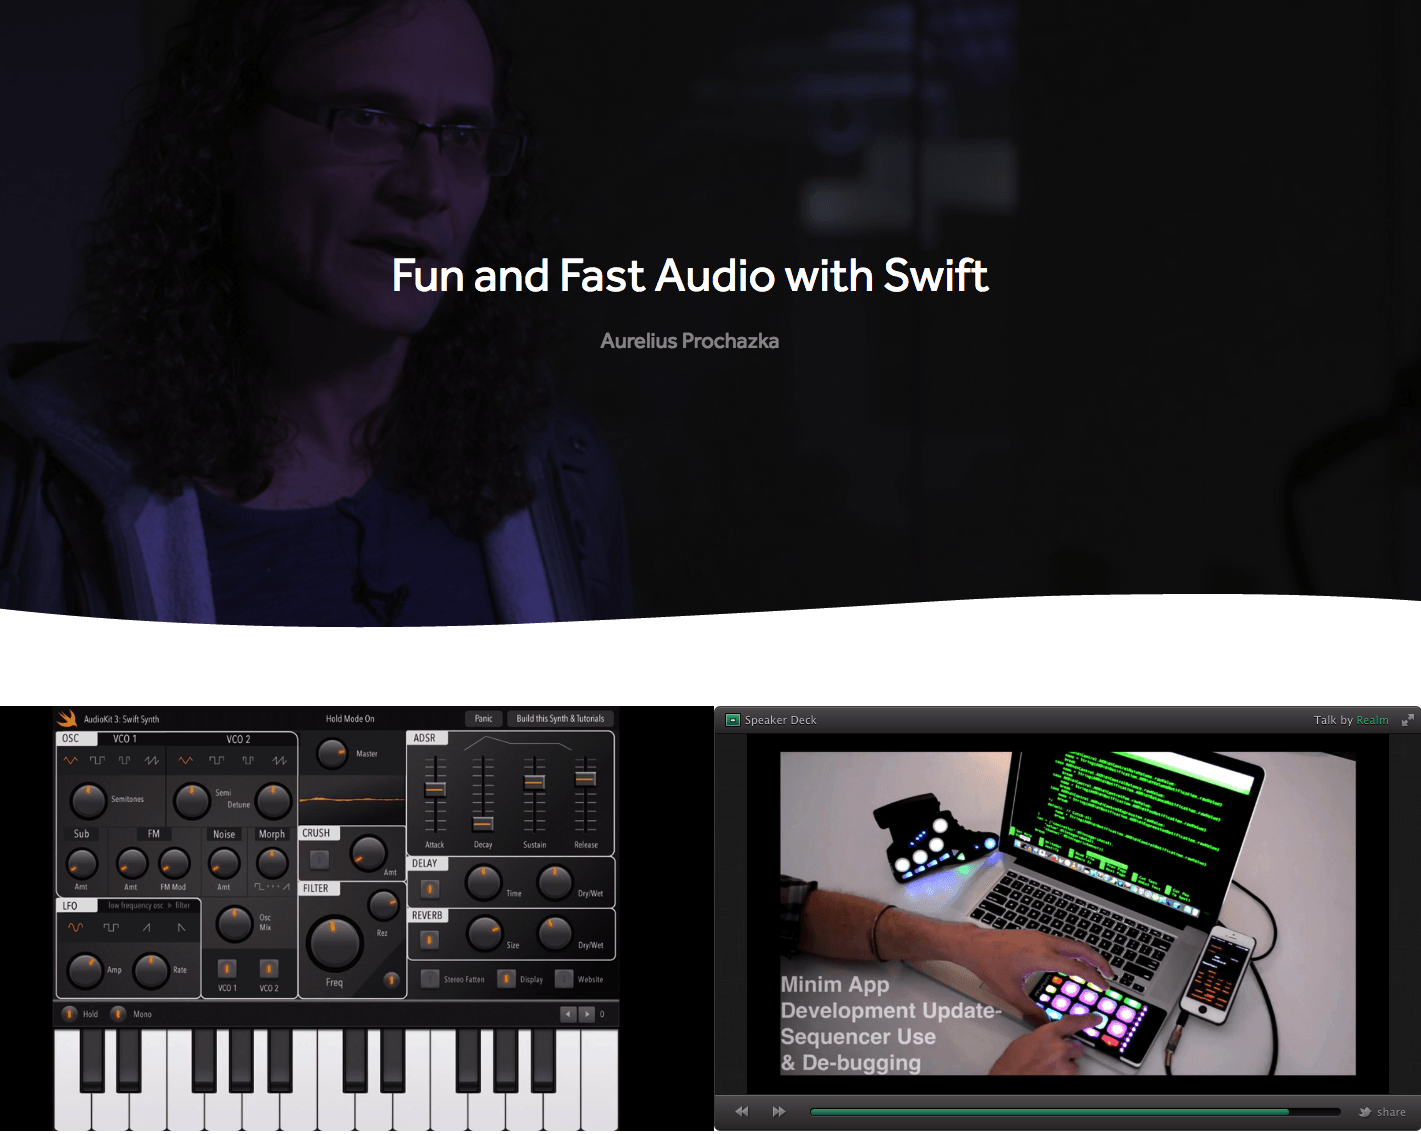 Fun and Fast Audio with Swift
Aurelius Prochazka
AudioKit 3: Swift Synth
Hold Mode On
Panic
Build this Synth & Tutorials
OSC
VCO 1
VCO 2
Master
ADSR
Semitones
Semi
Detune
Attack
Decay
Sustain
Release
Sub
FM
Noise
Morph
Amt
Amt
FM Mod
Amt
CRUSH
Amt
DELAY
Time
Dry/Wet
FILTER
Rez
Freq
REVERB
Size
Dry/Wet
LFO
low frequency osc ▸ filter
Osc
Mix
Amp
Rate
VCO 1
VCO 2
Stereo Fatten
Display
Website
Hold
Mono
0
Speaker Deck
Talk by Realm
Minim App
Development Update-
Sequencer Use
& De-bugging
share